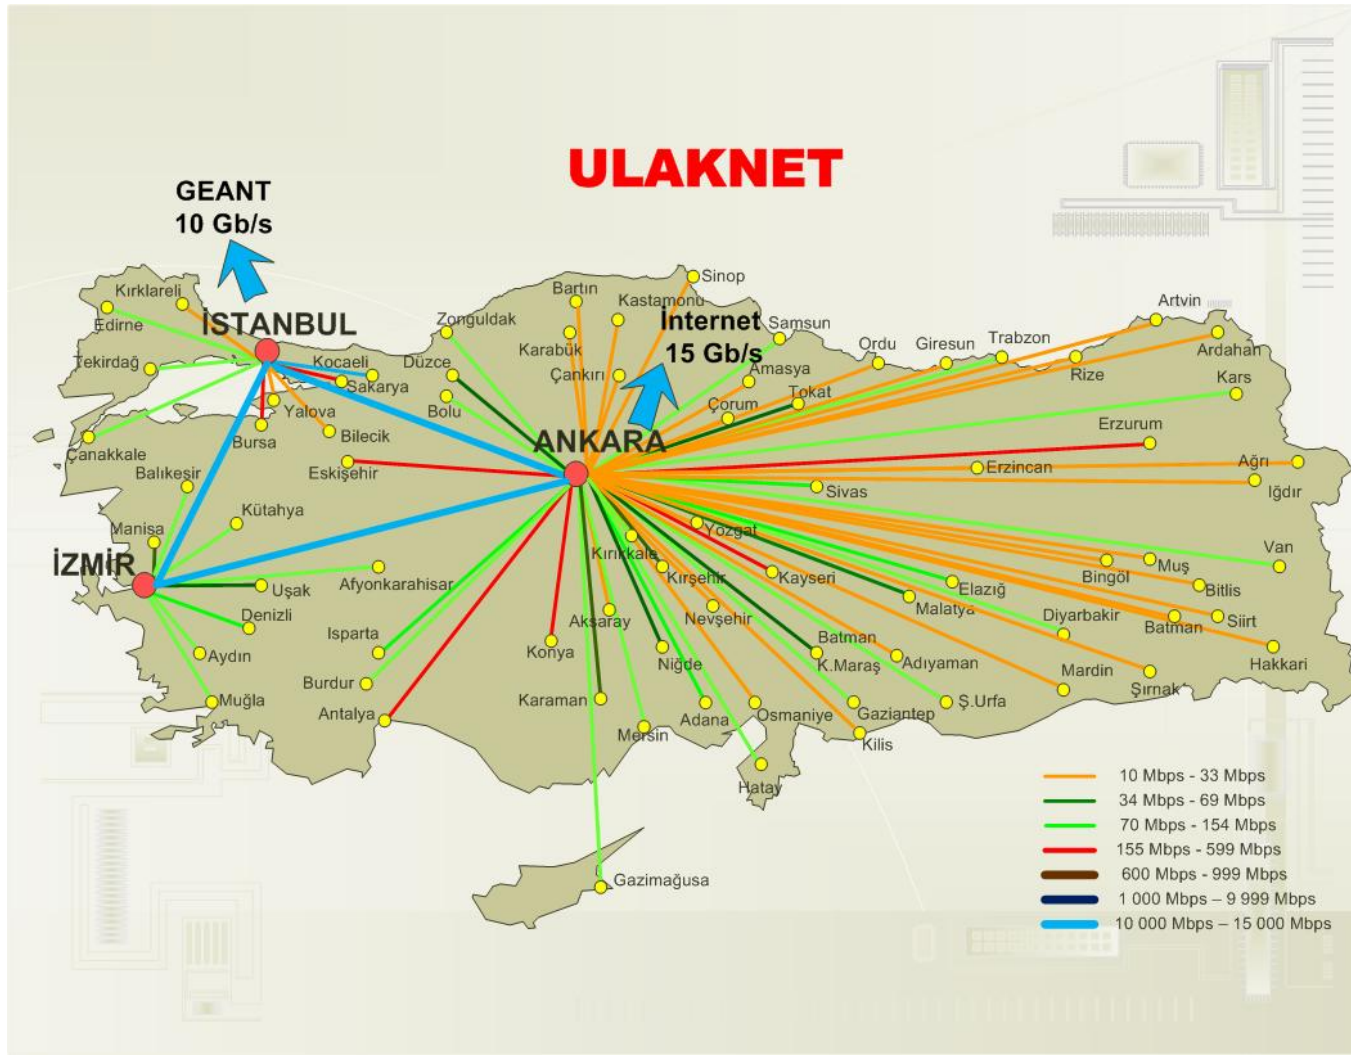 ULAKNET
GEANT
10 Gb/s
Sinop
Kırklareli
Bartın
Kastamonu
Artvin
Edirne
İSTANBUL
Zonguldak
İnternet
15 Gb/s
Samsun
Trabzon
Giresun
Ordu
Ardahan
Karabük
Tekirdağ
Kocaeli
Düzce
Çankırı
Amasya
Rize
Sakarya
Kars
Tokat
Yalova
Bolu
Çorum
Erzurum
Bursa
Bilecik
ANKARA
Çanakkale
Balıkeşir
Eskişehir
Erzincan
Ağrı
Iğdır
Sivas
Kütahya
Manisa
Yozgat
Kırıkkale
Van
İZMİR
Afyonkarahisar
Kırşehir
Kayseri
Bingöl
Muş
Uşak
Elazığ
Bitlis
Malatya
Denizli
Aksaray
Nevşehir
Diyarbakir
Batman
Siirt
Isparta
Konya
Batman
Aydın
Niğde
K.Maraş
Adıyaman
Hakkari
Mardin
Burdur
Şırnak
Muğla
Karaman
Antalya
Adana
Osmaniye
Gaziantep
Ş.Urfa
Mersin
Kilis
Hatay
Gazimağusa
10 Mbps - 33 Mbps
34 Mbps - 69 Mbps
70 Mbps - 154 Mbps
155 Mbps - 599 Mbps
600 Mbps - 999 Mbps
1 000 Mbps – 9 999 Mbps
10 000 Mbps – 15 000 Mbps